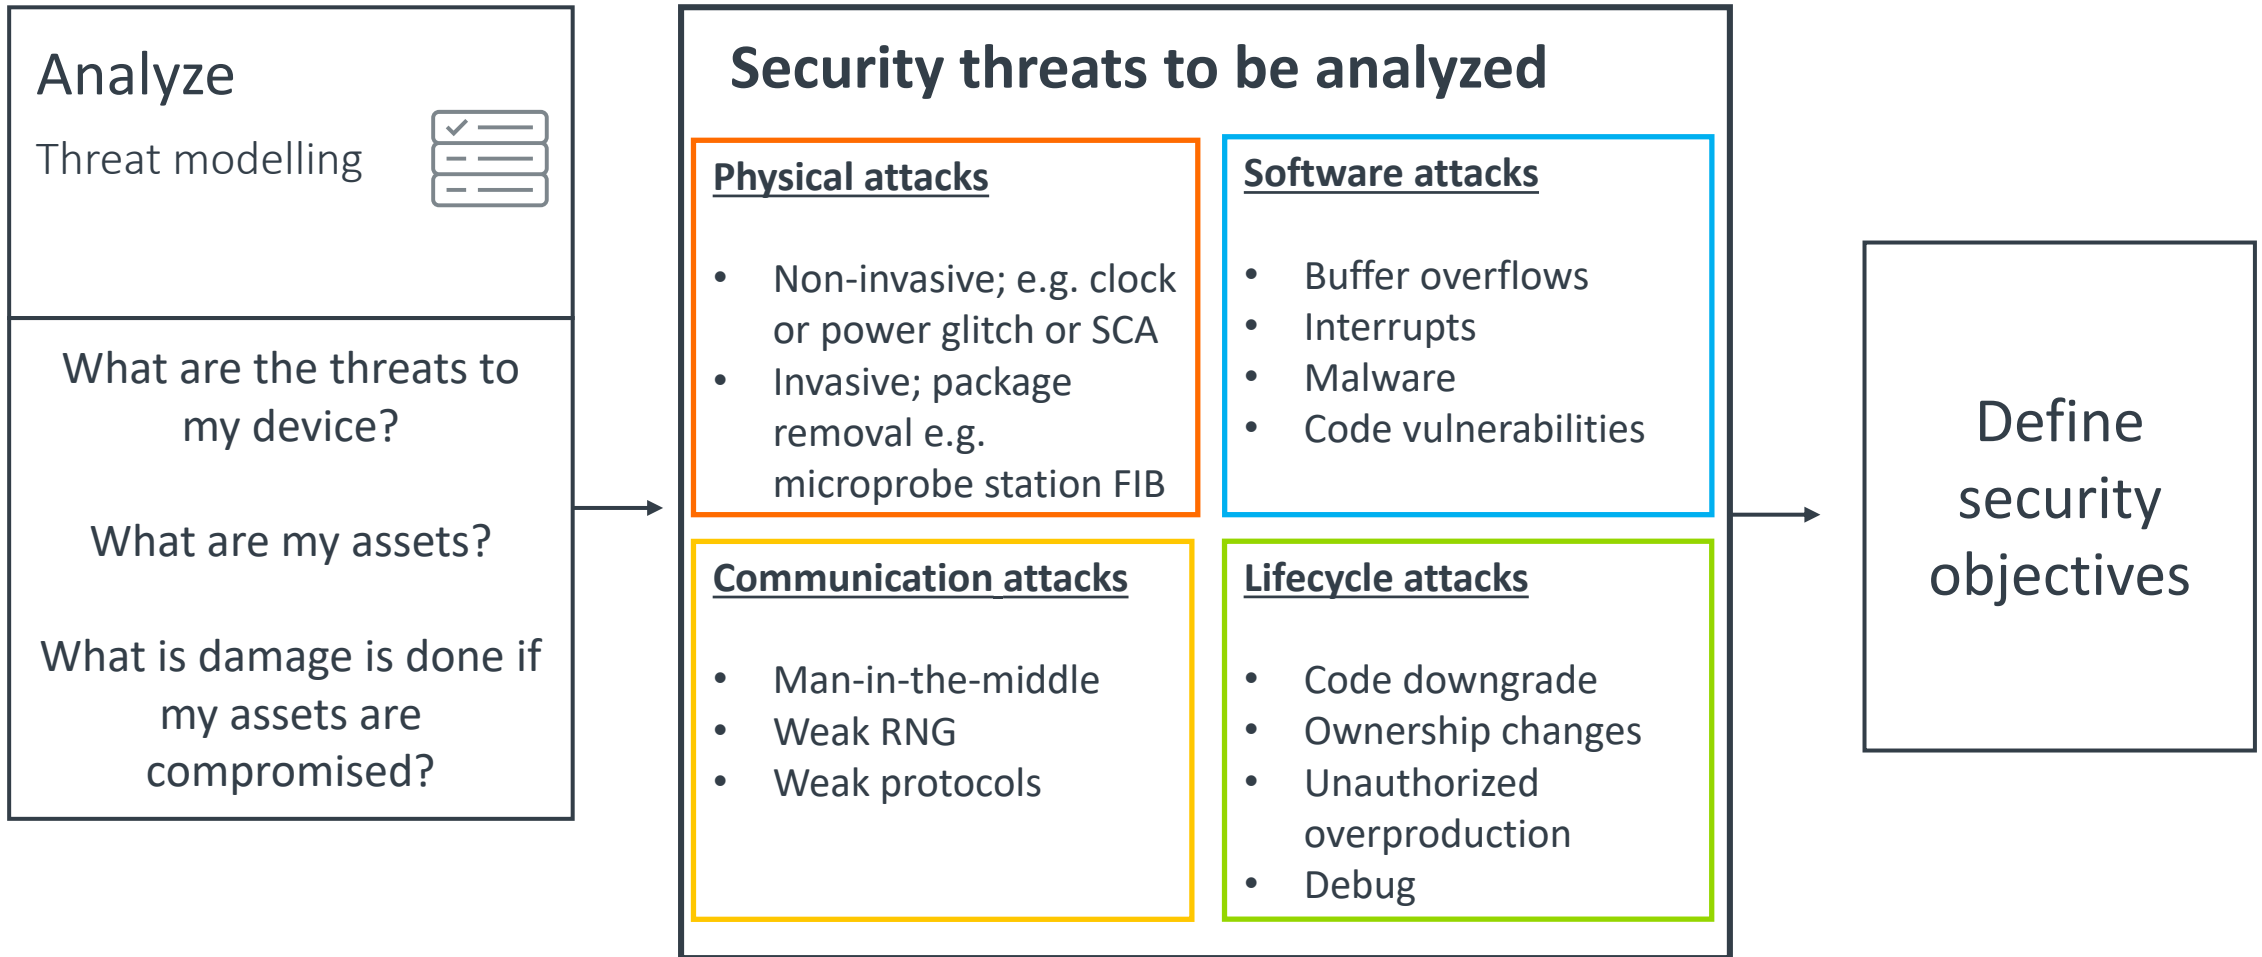 Analyze
Threat modelling
What are the threats to
my device?
What are my assets?
What is damage is done if
my assets are
compromised?
Security threats to be analyzed
Physical attacks
• Non-invasive; e.g. clock
or power glitch or SCA
• Invasive; package
removal e.g.
microprobe station FIB
Software attacks
• Buffer overflows
• Interrupts
• Malware
• Code vulnerabilities
Communication attacks
• Man-in-the-middle
• Weak RNG
• Weak protocols
Lifecycle attacks
• Code downgrade
• Ownership changes
• Unauthorized
overproduction
• Debug
Define
security
objectives